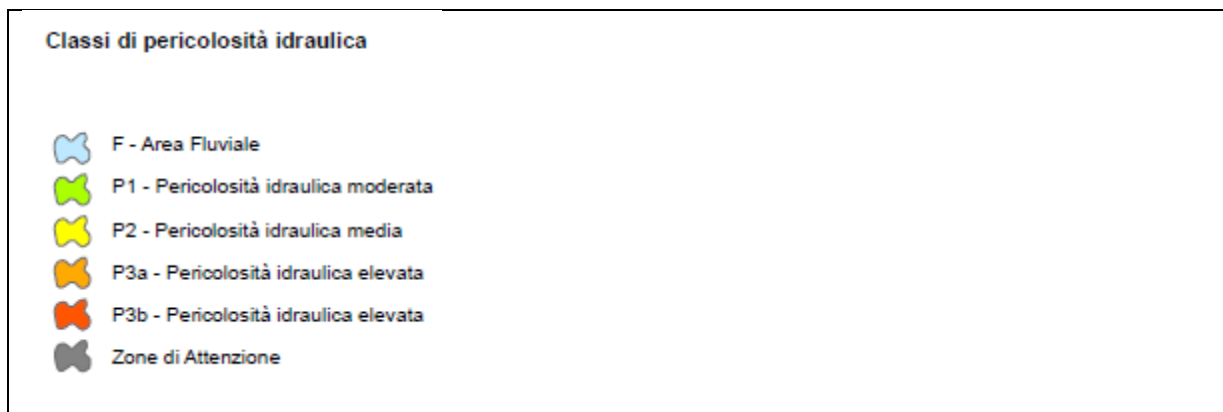 Classi di pericolosità idraulica
F - Area Fluviale
P1 - Pericolosità idraulica moderata
P2 - Pericolosità idraulica media
P3a - Pericolosità idraulica elevata
P3b - Pericolosità idraulica elevata
Zone di Attenzione